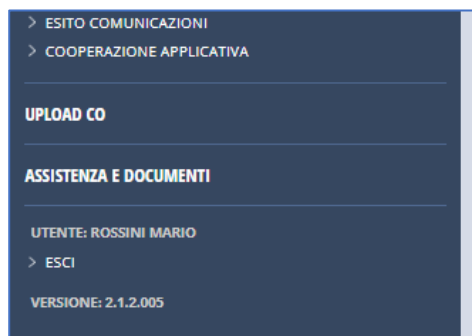 > ESITO COMUNICAZIONI
> COOPERAZIONE APPLICATIVA
UPLOAD CO
ASSISTENZA E DOCUMENTI
UTENTE: ROSSINI MARIO
> ESCI
VERSIONE: 2.1.2.005